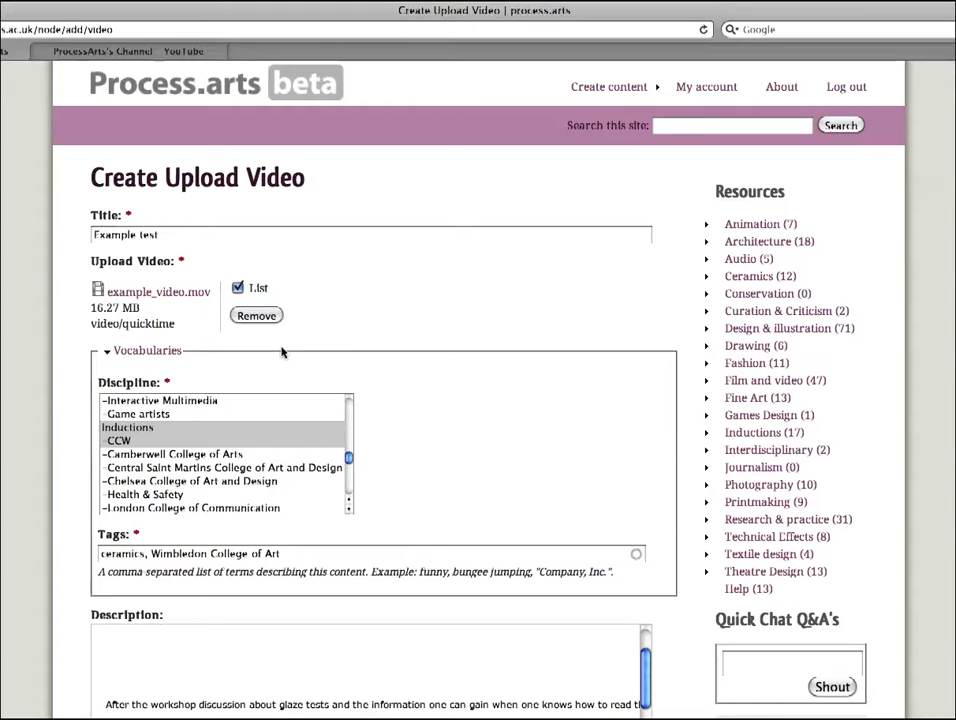 Create Upload Video | process.arts
s.ac.uk/node/add/video
Google
ts
ProcessArts's Channel YouTube
Process.arts beta
Create content
My account
About
Log out
Search this site:
Search
Create Upload Video
Title: *
Example test
Upload Video: *
example_video.mov
16.27 MB
video/quicktime
List
Remove
Vocabularies
Discipline: *
-Interactive Multimedia
-Game artists
Inductions
-CCW
-Camberwell College of Arts
-Central Saint Martins College of Art and Design
-Chelsea College of Art and Design
-Health & Safety
-London College of Communication
Tags: *
ceramics, Wimbledon College of Art
A comma-separated list of terms describing this content. Example: funny, bungee jumping, "Company, Inc.".
Description:
After the workshop discussion about glaze tests and the information one can gain when one knows how to read t
Resources
Animation (7)
Architecture (18)
Audio (5)
Ceramics (12)
Conservation (0)
Curation & Criticism (2)
Design & illustration (71)
Drawing (6)
Fashion (11)
Film and video (47)
Fine Art (13)
Games Design (1)
Inductions (17)
Interdisciplinary (2)
Journalism (0)
Photography (10)
Printmaking (9)
Research & practice (31)
Technical Effects (8)
Textile design (4)
Theatre Design (13)
Help (13)
Quick Chat Q&A's
Shout